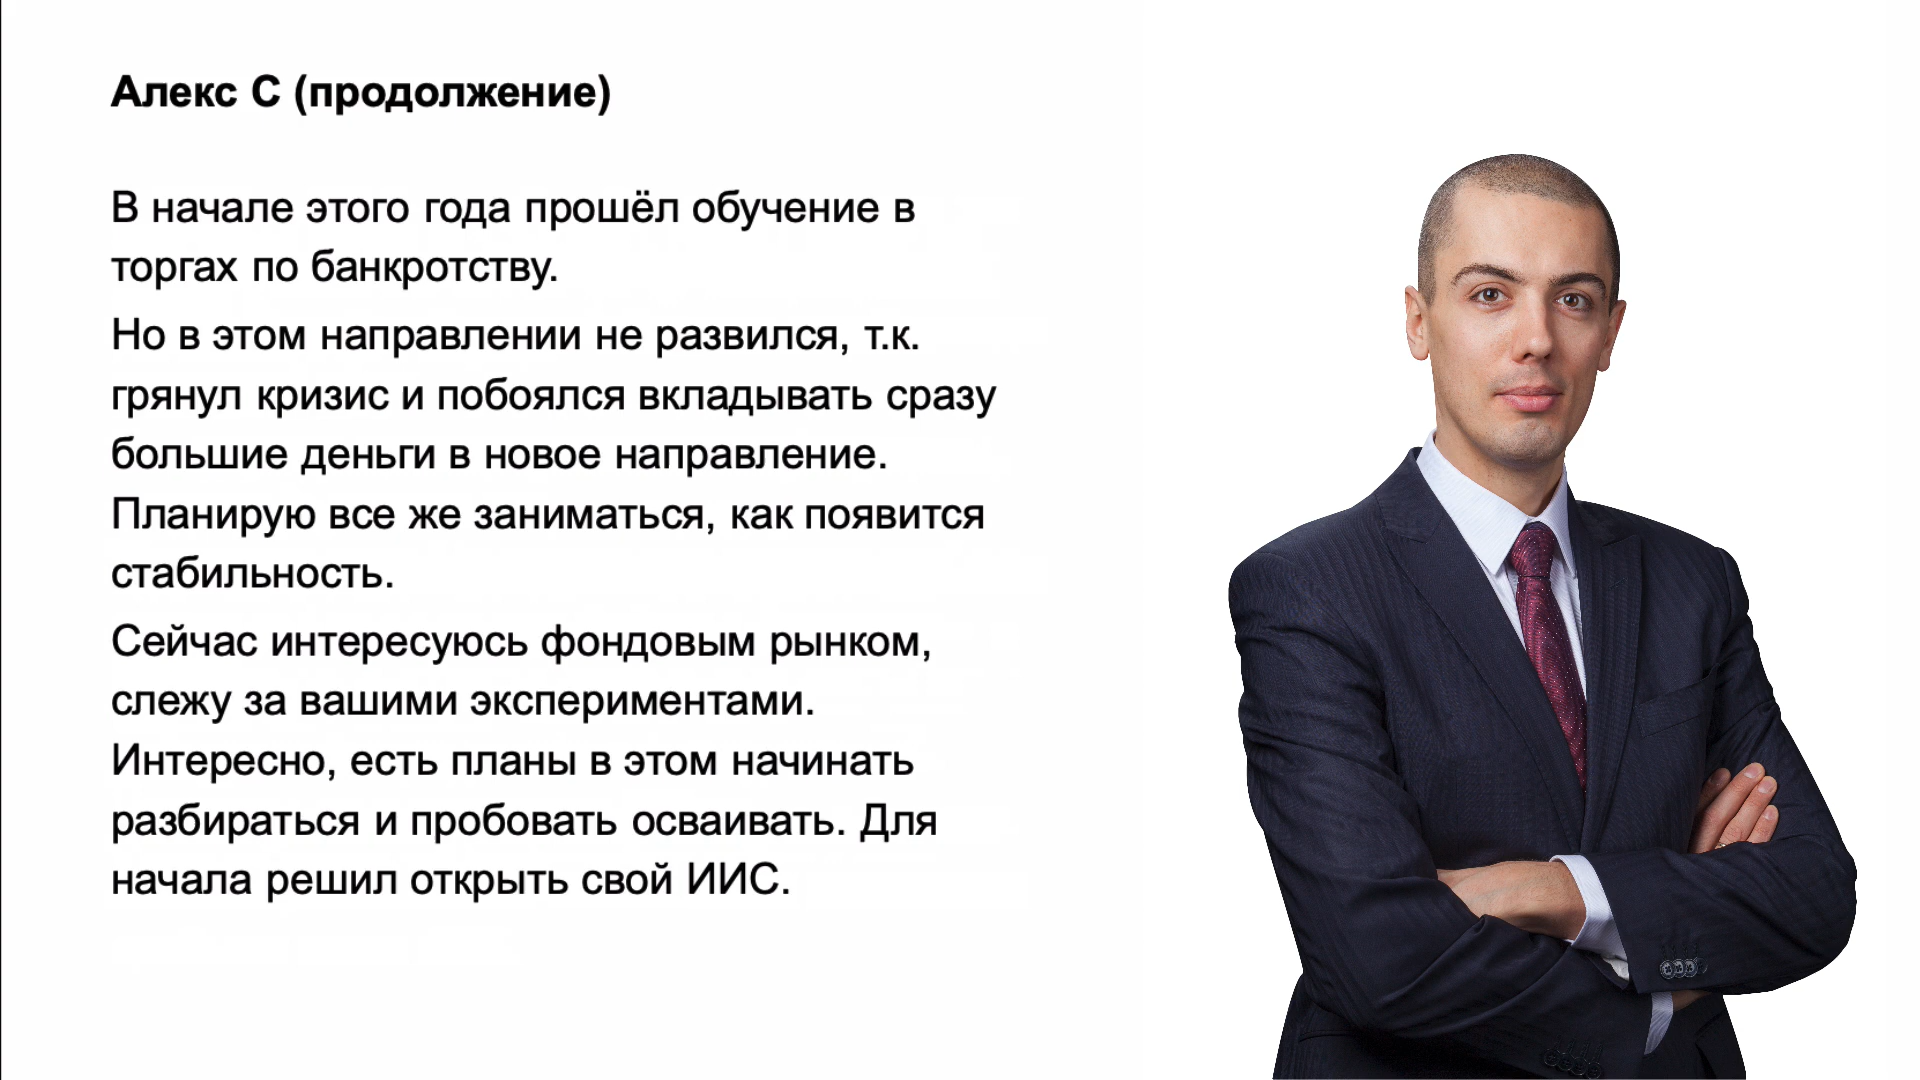 Алекс С (продолжение)
В начале этого года прошёл обучение в
торгах по банкротству.
Но в этом направлении не развился, т.к.
грянул кризис и побоялся вкладывать сразу
большие деньги в новое направление.
Планирую все же заниматься, как появится
стабильность.
Сейчас интересуюсь фондовым рынком,
слежу за вашими экспериментами.
Интересно, есть планы в этом начинать
разбираться и пробовать осваивать. Для
начала решил открыть свой ИИС.